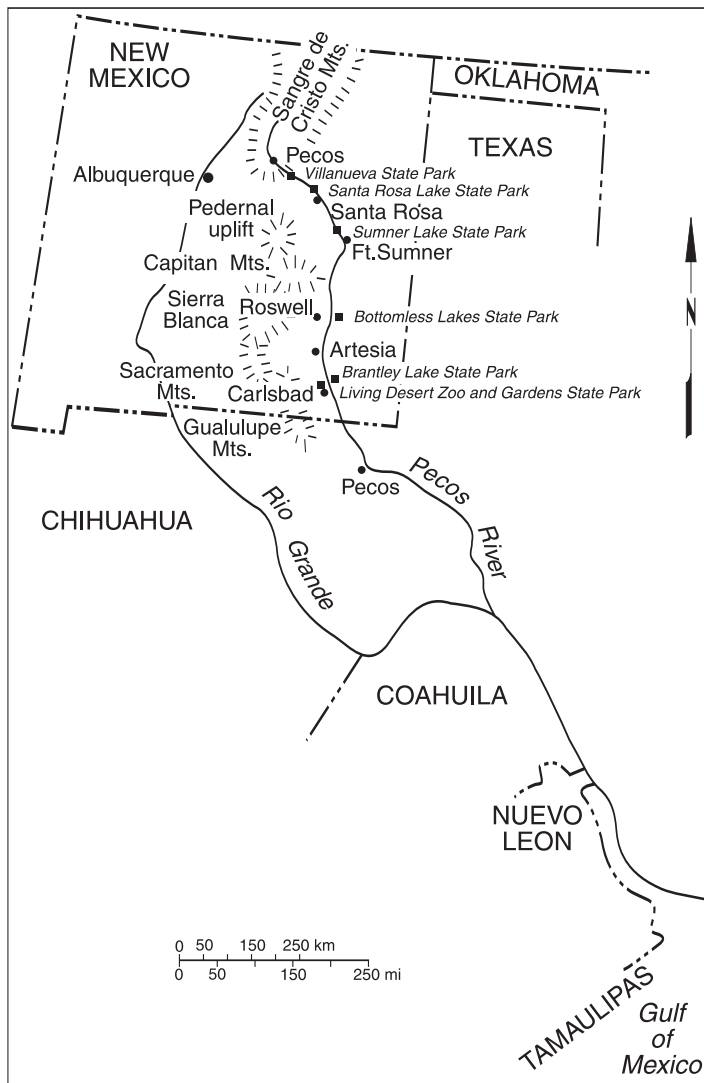 NEW
MEXICO
Sangre de
Cristo Mts.
OKLAHOMA
TEXAS
Pecos
Villanueva State Park
Albuquerque
Santa Rosa Lake State Park
Santa Rosa
Pedernal
uplift
Sumner Lake State Park
Ft.Sumner
Capitan Mts.
N
Sierra
Blanca
Roswell
Bottomless Lakes State Park
Artesia
Sacramento
Mts.
Brantley Lake State Park
Carlsbad
Living Desert Zoo and Gardens State Park
Gualulupe
Mts.
Pecos
Pecos
River
CHIHUAHUA
Rio
Grande
COAHUILA
NUEVO
LEON
0 50 150 250 km
0 50 150 250 mi
TAMAULIPAS
Gulf
of
Mexico